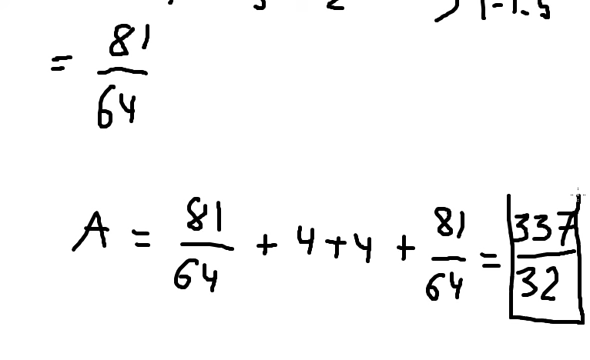 = 81/64
A = 81/64 + 4 + 4 + 81/64 = 337/32